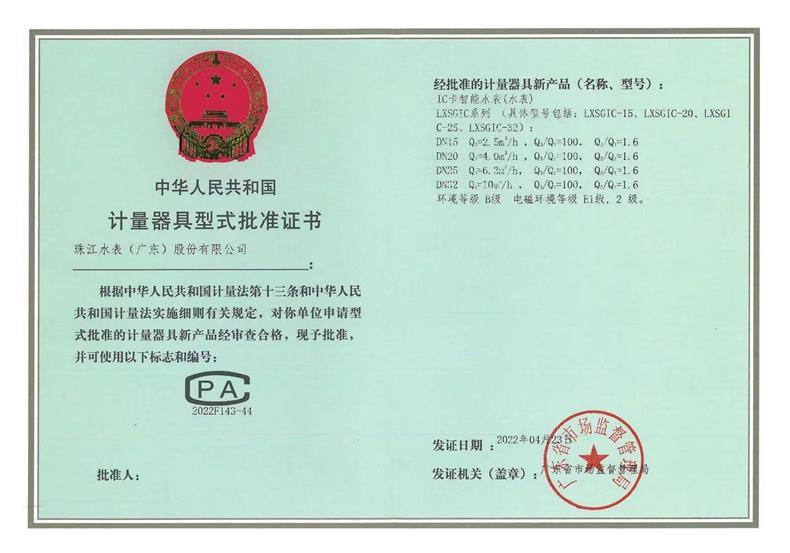 中华人民共和国
计量器具型式批准证书
珠江水表（广东）股份有限公司
：
根据中华人民共和国计量法第十三条和中华人民
共和国计量法实施细则有关规定，对你单位申请型
式批准的计量器具新产品经审查合格，现予批准，
并可使用以下标志和编号：
CPA
2022F143-44
批准人：
经批准的计量器具新产品（名称、型号）：
IC卡智能水表(水表)
LXSGIC系列 （具体型号包括：LXSGIC-15、LXSGIC-20、LXSGI
C-25、LXSGIC-32）：
DN15 Q₃=2.5m³/h，Q₃/Q₁=100， Q₂/Q₁=1.6
DN20 Q₃=4.0m³/h，Q₃/Q₁=100， Q₂/Q₁=1.6
DN25 Q₃=6.3m³/h， Q₃/Q₁=100， Q₂/Q₁=1.6
DN32 Q₃=10m³/h ，Q₃/Q₁=100， Q₂/Q₁=1.6
环境等级 B级 电磁环境等级 E1级，2 级。
发证日期：2022年04月23日
发证机关（盖章）：广东省市场监督管理局
广东省市场监督管理局